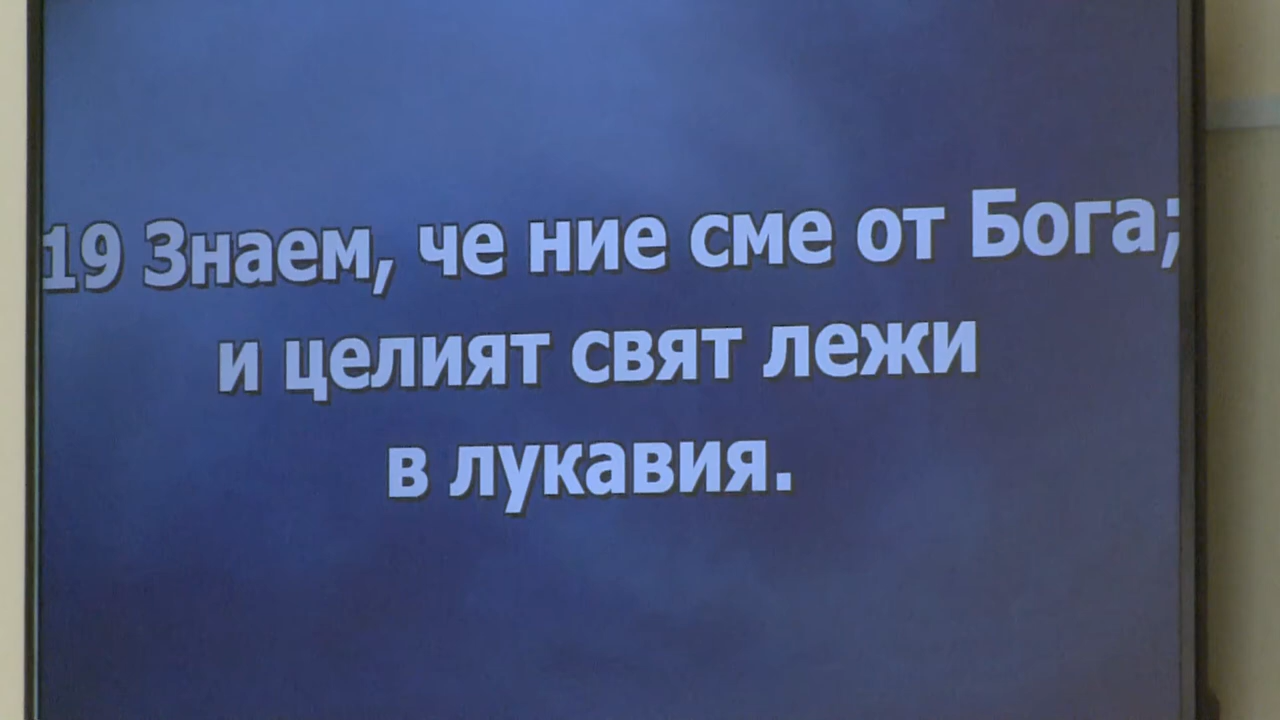 19 Знаем, че ние сме от Бога;
и целият свят лежи
в лукавия.